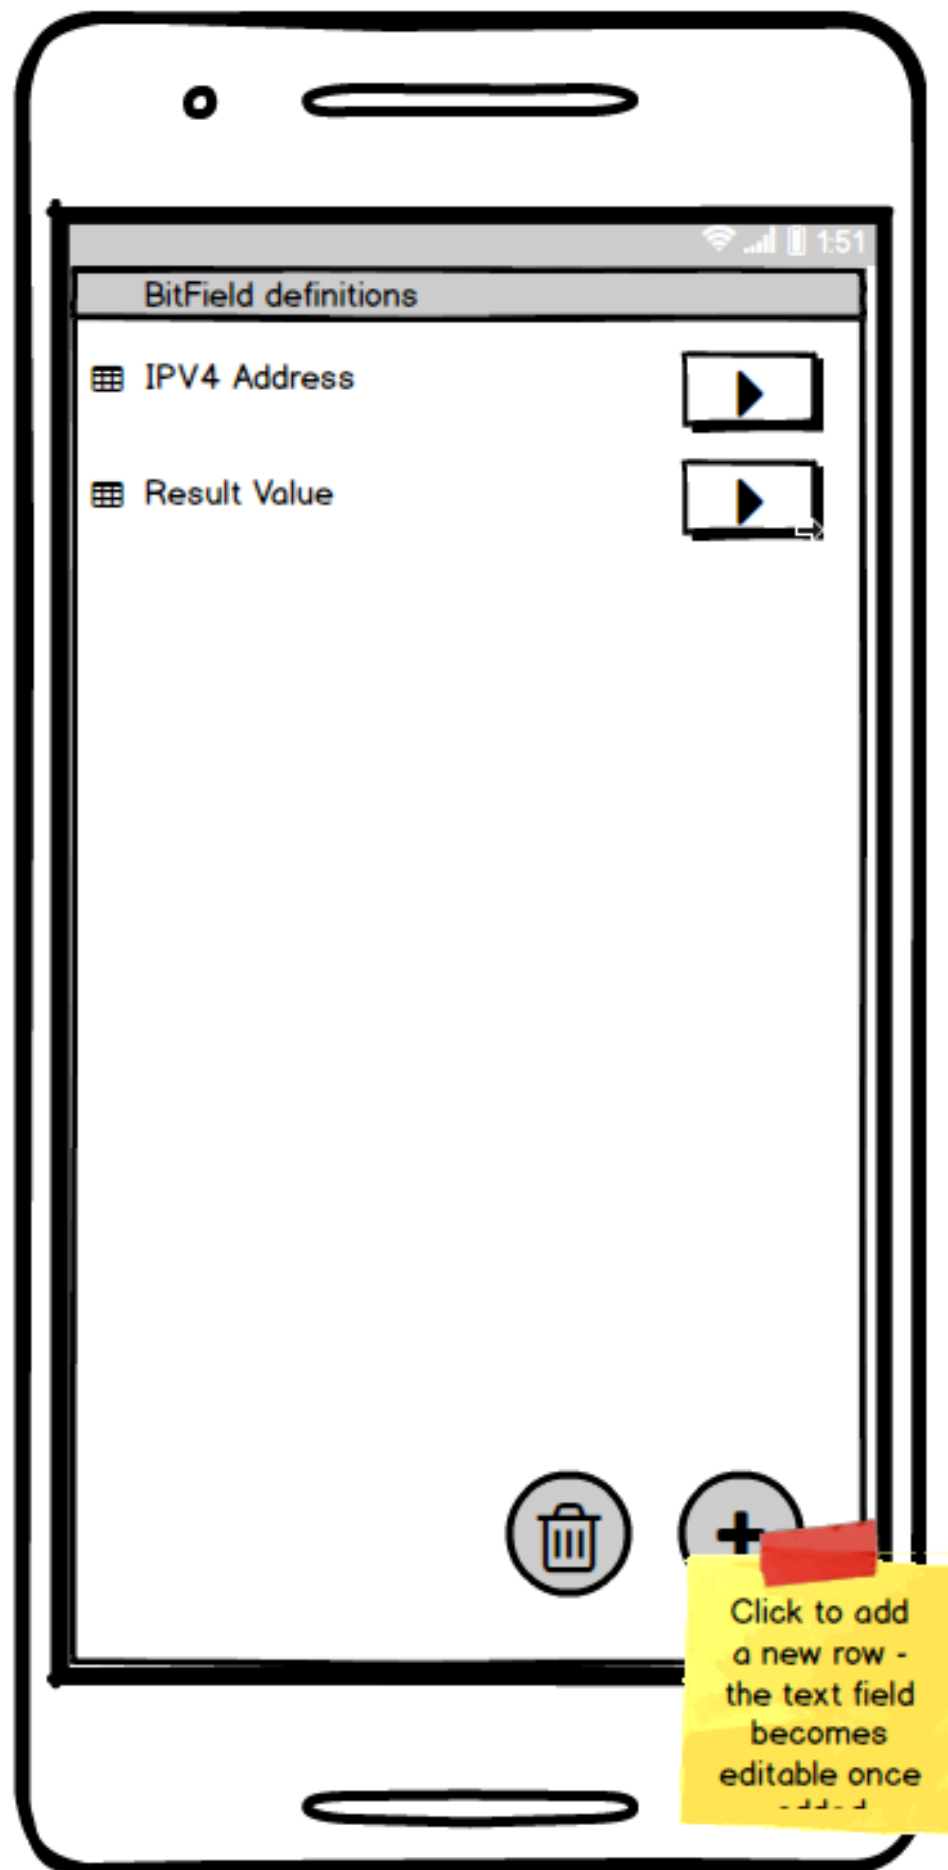 1:51
BitField definitions
IPV4 Address
Result Value
Click to add
a new row -
the text field
becomes
editable once